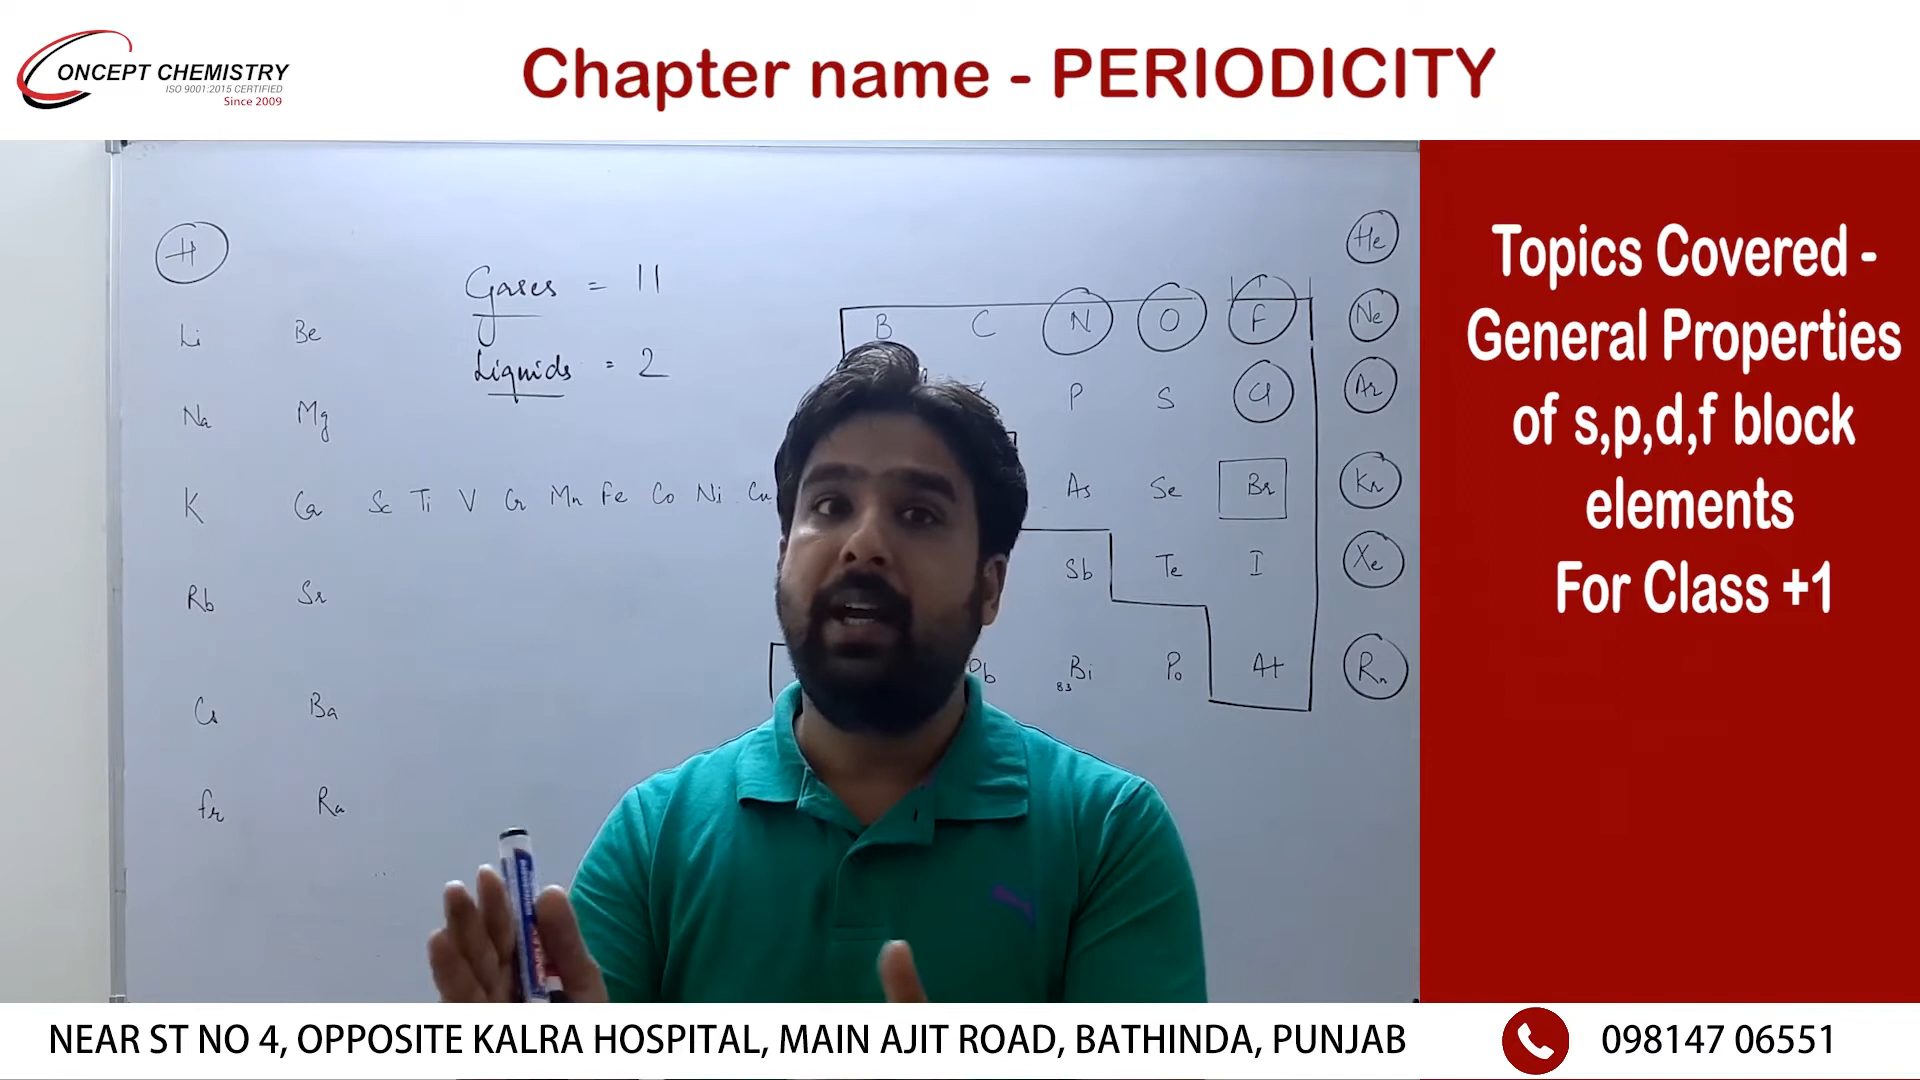 ONCEPT CHEMISTRY
ISO 9001:2015 CERTIFIED
Since 2009
Chapter name - PERIODICITY
H
He
Gases = 11
Liquids = 2
Li Be
B C N O F Ne
Na Mg
P S Cl Ar
K Ca Sc Ti V Cr Mn Fe Co Ni Cu
As Se Br Kr
Rb Sr
Sb Te I Xe
Cs Ba
Pb Bi Po At Rn
83
Fr Ra
Topics Covered -
General Properties
of s,p,d,f block
elements
For Class +1
NEAR ST NO 4, OPPOSITE KALRA HOSPITAL, MAIN AJIT ROAD, BATHINDA, PUNJAB
098147 06551